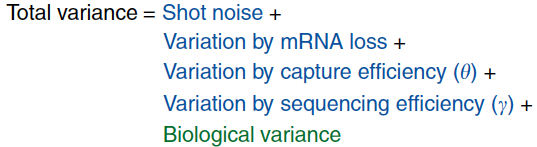 Total variance = Shot noise +
Variation by mRNA loss +
Variation by capture efficiency (θ) +
Variation by sequencing efficiency (γ) +
Biological variance